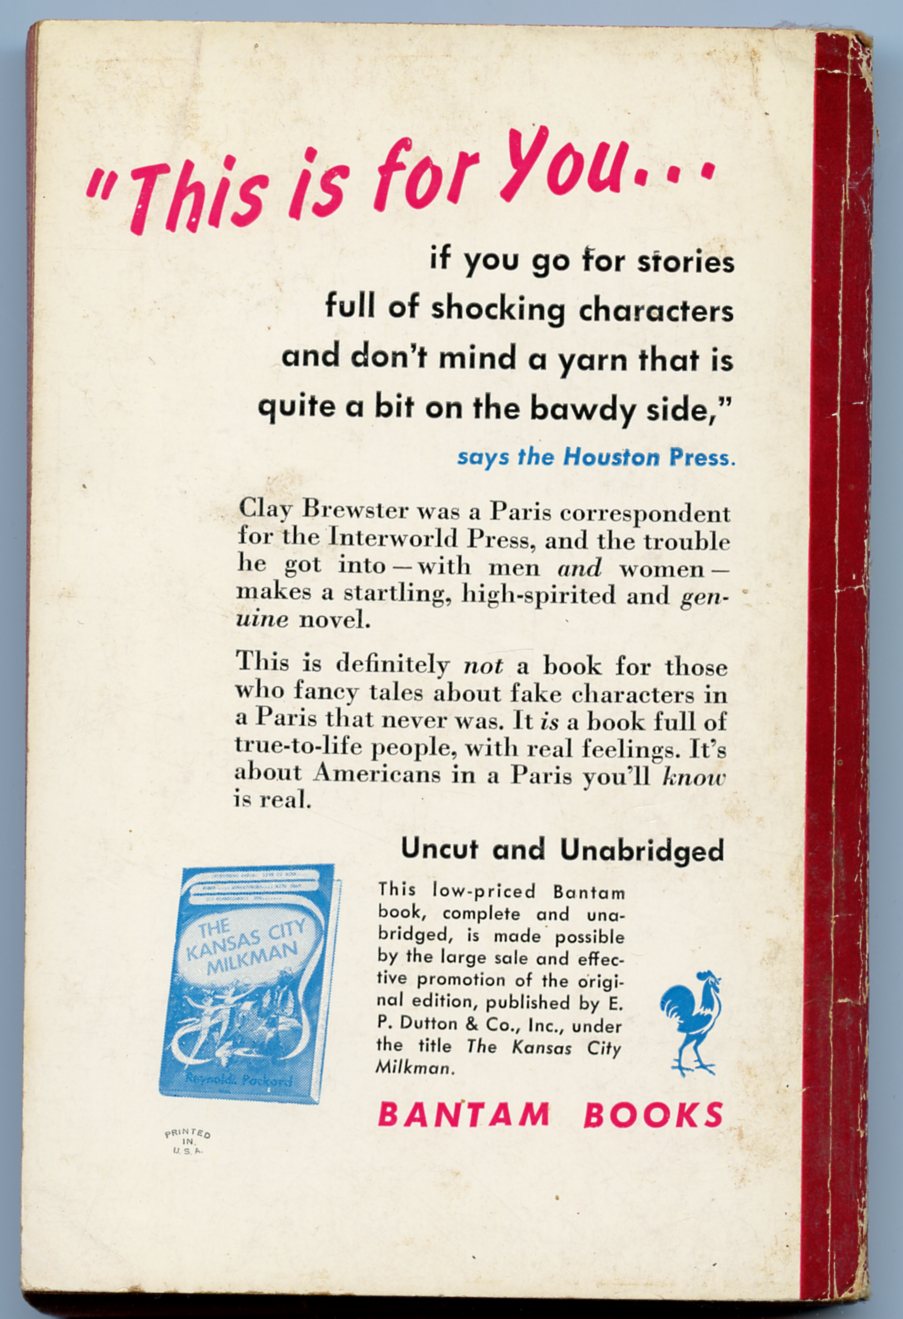 "This is for You...
if you go for stories
full of shocking characters
and don't mind a yarn that is
quite a bit on the bawdy side,"
says the Houston Press.
Clay Brewster was a Paris correspondent
for the Interworld Press, and the trouble
he got into — with men and women —
makes a startling, high-spirited and gen-
uine novel.
This is definitely not a book for those
who fancy tales about fake characters in
a Paris that never was. It is a book full of
true-to-life people, with real feelings. It's
about Americans in a Paris you'll know
is real.
Uncut and Unabridged
This low-priced Bantam
book, complete and una-
bridged, is made possible
by the large sale and effec-
tive promotion of the origi-
nal edition, published by E.
P. Dutton & Co., Inc., under
the title The Kansas City
Milkman.
THE
KANSAS CITY
MILKMAN
Reynolds Packard
BANTAM BOOKS
PRINTED
IN
U. S. A.